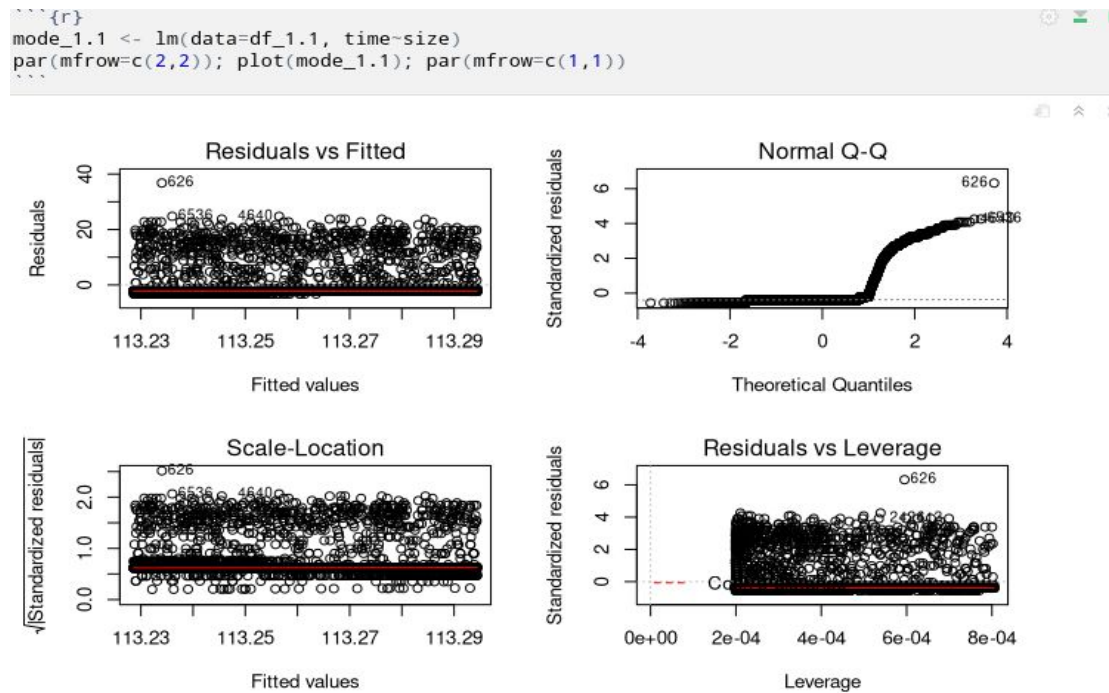 ```{r}
mode_1.1 <- lm(data=df_1.1, time~size)
par(mfrow=c(2,2)); plot(mode_1.1); par(mfrow=c(1,1))
```
Residuals vs Fitted
Residuals
40
20
0
626
6536
4640
113.23 113.25 113.27 113.29
Fitted values
Normal Q-Q
Standardized residuals
6
4
2
0
626
-4 -2 0 2 4
Theoretical Quantiles
Scale-Location
√|Standardized residuals|
2.0
1.0
0.0
626
6536
4640
113.23 113.25 113.27 113.29
Fitted values
Residuals vs Leverage
Standardized residuals
6
4
2
0
626
0e+00 2e-04 4e-04 6e-04 8e-04
Leverage